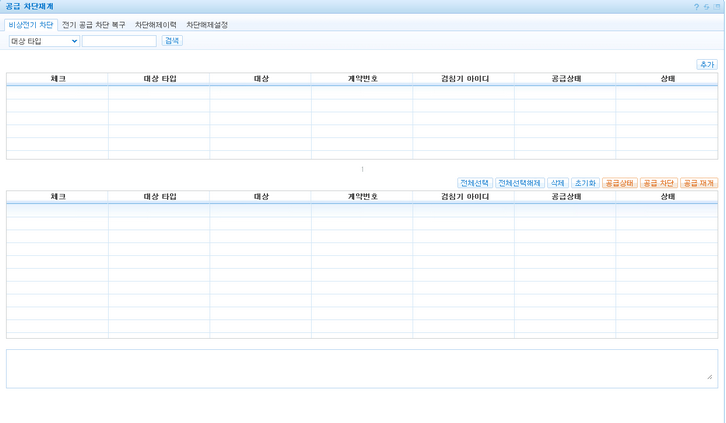 공급 차단재개
비상전기 차단 전기 공급 차단 복구 차단해제이력 차단해제설정
대상 타입 검색
추가
체크 대상 타입 대상 계약번호 검침기 아이디 공급상태 상태
1
전체선택 전체선택해제 삭제 초기화 공급상태 공급 차단 공급 재개
체크 대상 타입 대상 계약번호 검침기 아이디 공급상태 상태